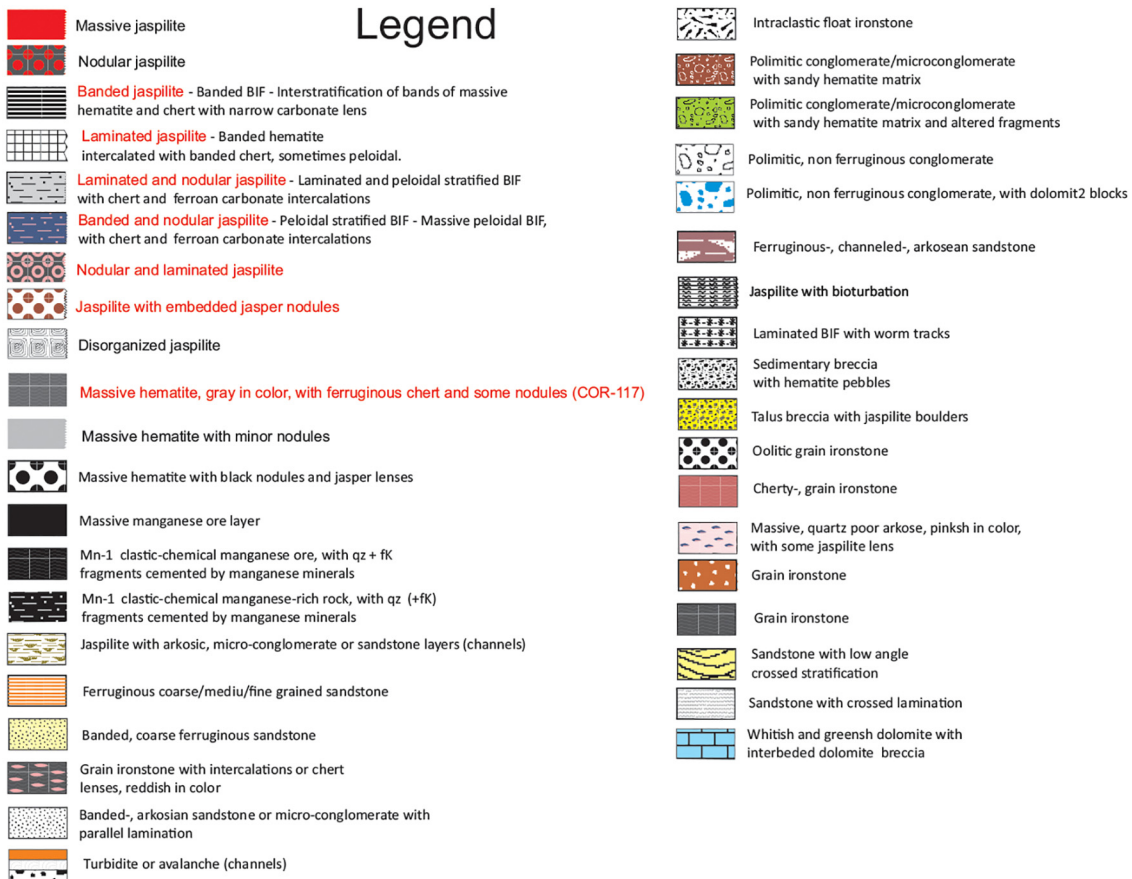 Legend
Massive jaspilite
Nodular jaspilite
Banded jaspilite - Banded BIF - Interstratification of bands of massive
hematite and chert with narrow carbonate lens
Laminated jaspilite - Banded hematite
intercalated with banded chert, sometimes peloidal.
Laminated and nodular jaspilite - Laminated and peloidal stratified BIF
with chert and ferroan carbonate intercalations
Banded and nodular jaspilite - Peloidal stratified BIF - Massive peloidal BIF,
with chert and ferroan carbonate intercalations
Nodular and laminated jaspilite
Jaspilite with embedded jasper nodules
Disorganized jaspilite
Massive hematite, gray in color, with ferruginous chert and some nodules (COR-117)
Massive hematite with minor nodules
Massive hematite with black nodules and jasper lenses
Massive manganese ore layer
Mn-1 clastic-chemical manganese ore, with qz + fK
fragments cemented by manganese minerals
Mn-1 clastic-chemical manganese-rich rock, with qz (+fK)
fragments cemented by manganese minerals
Jaspilite with arkosic, micro-conglomerate or sandstone layers (channels)
Ferruginous coarse/mediu/fine grained sandstone
Banded, coarse ferruginous sandstone
Grain ironstone with intercalations or chert
lenses, reddish in color
Banded-, arkosian sandstone or micro-conglomerate with
parallel lamination
Turbidite or avalanche (channels)
Intraclastic float ironstone
Polimitic conglomerate/microconglomerate
with sandy hematite matrix
Polimitic conglomerate/microconglomerate
with sandy hematite matrix and altered fragments
Polimitic, non ferruginous conglomerate
Polimitic, non ferruginous conglomerate, with dolomit2 blocks
Ferruginous-, channeled-, arkosean sandstone
Jaspilite with bioturbation
Laminated BIF with worm tracks
Sedimentary breccia
with hematite pebbles
Talus breccia with jaspilite boulders
Oolitic grain ironstone
Cherty-, grain ironstone
Massive, quartz poor arkose, pinksh in color,
with some jaspilite lens
Grain ironstone
Grain ironstone
Sandstone with low angle
crossed stratification
Sandstone with crossed lamination
Whitish and greensh dolomite with
interbeded dolomite breccia